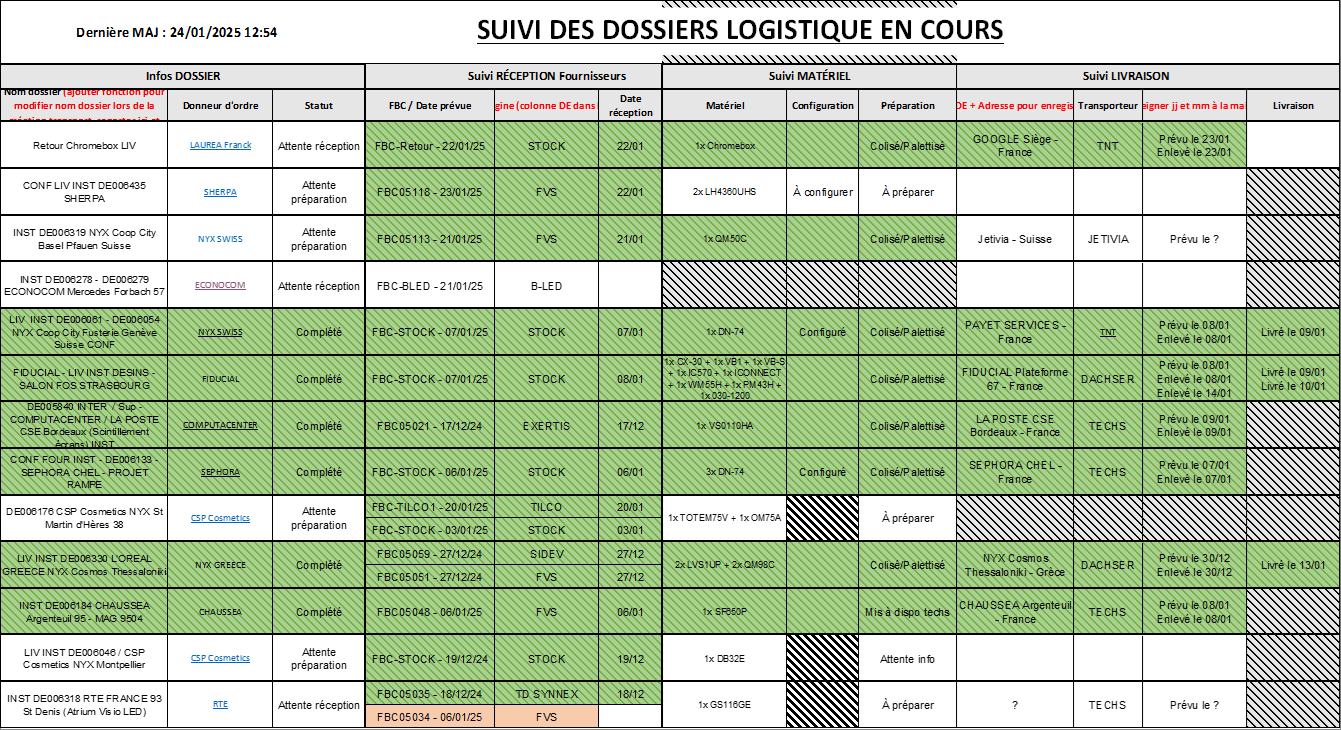 Dernière MAJ : 24/01/2025 12:54
SUIVI DES DOSSIERS LOGISTIQUE EN COURS
Infos DOSSIER
Suivi RÉCEPTION Fournisseurs
Suivi MATÉRIEL
Suivi LIVRAISON
Nom dossier (ajouter fonction pour
modifier nom dossier lors de la
Donneur d'ordre
Statut
FBC / Date prévue
gine (colonne DE dans
Date
réception
Matériel
Configuration
Préparation
DE + Adresse pour enregis
Transporteur
eigner jj et mm à la ma
Livraison
Retour Chromebox LIV
LAUREA Franck
Attente réception
FBC-Retour - 22/01/25
STOCK
22/01
1x Chromebox
Colisé/Palettisé
GOOGLE Siège -
France
TNT
Prévu le 23/01
Enlevé le 23/01
CONF LIV INST DE006435
SHERPA
SHERPA
Attente
préparation
FBC05118 - 23/01/25
FVS
22/01
2x LH4360UHS
À configurer
À préparer
INST DE006319 NYX Coop City
Basel Pfauen Suisse
NYX SWISS
Attente
préparation
FBC05113 - 21/01/25
FVS
21/01
1x QM50C
Colisé/Palettisé
Jetivia - Suisse
JETIVIA
Prévu le ?
INST DE006278 - DE006279
ECONOCOM Mercedes Forbach 57
ECONOCOM
Attente réception
FBC-BLED - 21/01/25
B-LED
LIV INST DE006061 - DE006054
NYX Coop City Fusterie Genève
Suisse CONF
NYX SWISS
Complété
FBC-STOCK - 07/01/25
STOCK
07/01
1x DN-74
Configuré
Colisé/Palettisé
PAYET SERVICES -
France
TNT
Prévu le 08/01
Enlevé le 08/01
Livré le 09/01
FIDUCIAL - LIV INST DESINS -
SALON FOS STRASBOURG
FIDUCIAL
Complété
FBC-STOCK - 07/01/25
STOCK
08/01
1x CX-30 + 1x VB1 + 1x VB-S
+ 1x IC570 + 1x ICONNECT
+ 1x WM55H + 1x PM43H +
1x 030-1200
Colisé/Palettisé
FIDUCIAL Plateforme
67 - France
DACHSER
Prévu le 08/01
Enlevé le 08/01
Enlevé le 14/01
Livré le 09/01
Livré le 10/01
DE005840 INTER / Sup -
COMPUTACENTER / LA POSTE
CSE Bordeaux (Scintillement
écrans) INST
COMPUTACENTER
Complété
FBC05021 - 17/12/24
EXERTIS
17/12
1x VS0110HA
Colisé/Palettisé
LA POSTE CSE
Bordeaux - France
TECHS
Prévu le 09/01
Enlevé le 09/01
CONF FOUR INST - DE006133 -
SEPHORA CHEL - PROJET
RAMPE
SEPHORA
Complété
FBC-STOCK - 06/01/25
STOCK
06/01
3x DN-74
Configuré
Colisé/Palettisé
SEPHORA CHEL -
France
TECHS
Prévu le 07/01
Enlevé le 07/01
DE006176 CSP Cosmetics NYX St
Martin d'Hères 38
CSP Cosmetics
Attente
préparation
FBC-TILCO1 - 20/01/25
TILCO
20/01
FBC-STOCK - 03/01/25
STOCK
03/01
1x TOTEM75V + 1x OM75A
À préparer
LIV INST DE006330 L'OREAL
GREECE NYX Cosmos Thessaloniki
NYX GREECE
Complété
FBC05059 - 27/12/24
SIDEV
27/12
FBC05051 - 27/12/24
FVS
27/12
2x LVS1UP + 2x QM98C
Colisé/Palettisé
NYX Cosmos
Thessaloniki - Grèce
DACHSER
Prévu le 30/12
Enlevé le 30/12
Livré le 13/01
INST DE006184 CHAUSSEA
Argenteuil 95 - MAG 9504
CHAUSSEA
Complété
FBC05048 - 06/01/25
FVS
06/01
1x SP650P
Mis à dispo techs
CHAUSSEA Argenteuil
- France
TECHS
Prévu le 08/01
Enlevé le 08/01
LIV INST DE006046 / CSP
Cosmetics NYX Montpellier
CSP Cosmetics
Attente
préparation
FBC-STOCK - 19/12/24
STOCK
19/12
1x DB32E
Attente info
INST DE006318 RTE FRANCE 93
St Denis (Atrium Visio LED)
RTE
Attente réception
FBC05035 - 18/12/24
TD SYNNEX
18/12
FBC05034 - 06/01/25
FVS
1x GS116GE
À préparer
?
TECHS
Prévu le ?